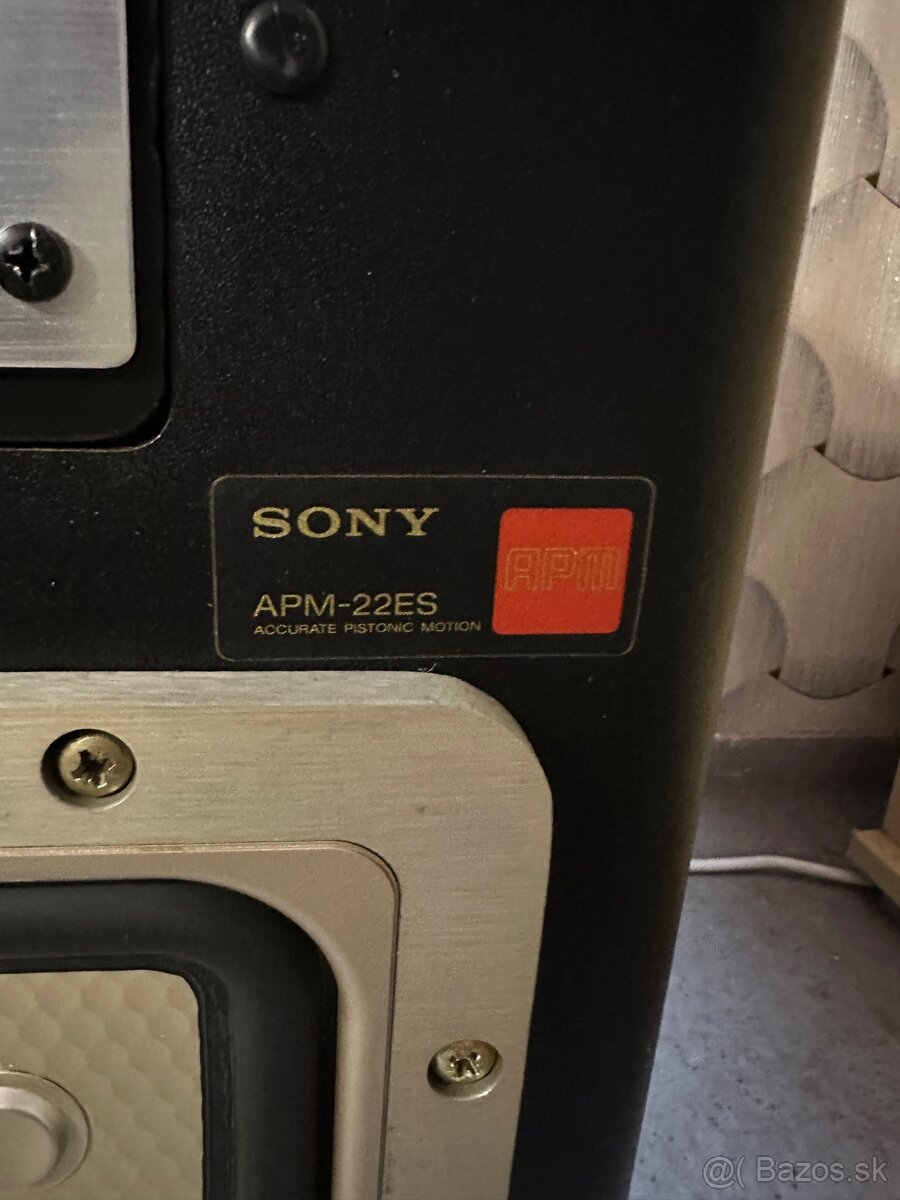 SONY
APM
APM-22ES
ACCURATE PISTONIC MOTION
@( Bazos.sk